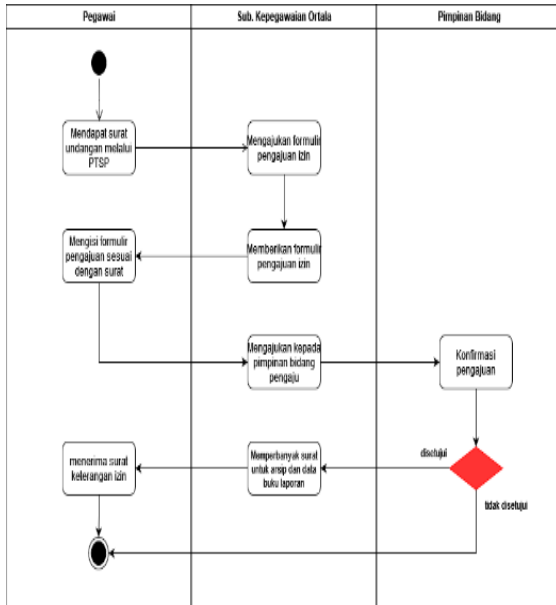 Pegawai
Sub. Kepegawaian Ortala
Pimpinan Bidang
Mendapat surat
undangan melalui
PTSP
Mengajukan formulir
pengajuan izin
Mengisi formulir
pengajuan sesuai
dengan surat
Memberikan formulir
pengajuan izin
Mengajukan kepada
pimpinan bidang
pengaju
Konfirmasi
pengajuan
menerima surat
keterangan izin
Memperbanyak surat
untuk arsip dan data
buku laporan
disetujui
tidak disetujui